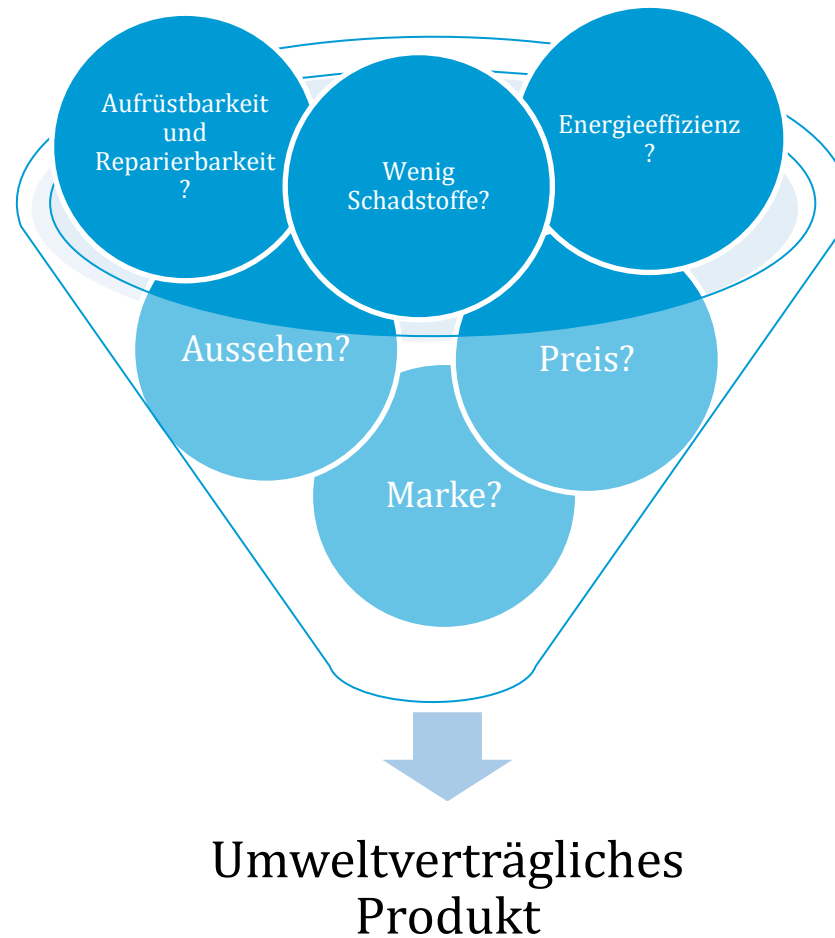 Aufrüstbarkeit
und
Reparierbarkeit
?
Wenig
Schadstoffe?
Energieeffizienz
?
Aussehen?
Preis?
Marke?
Umweltverträgliches
Produkt